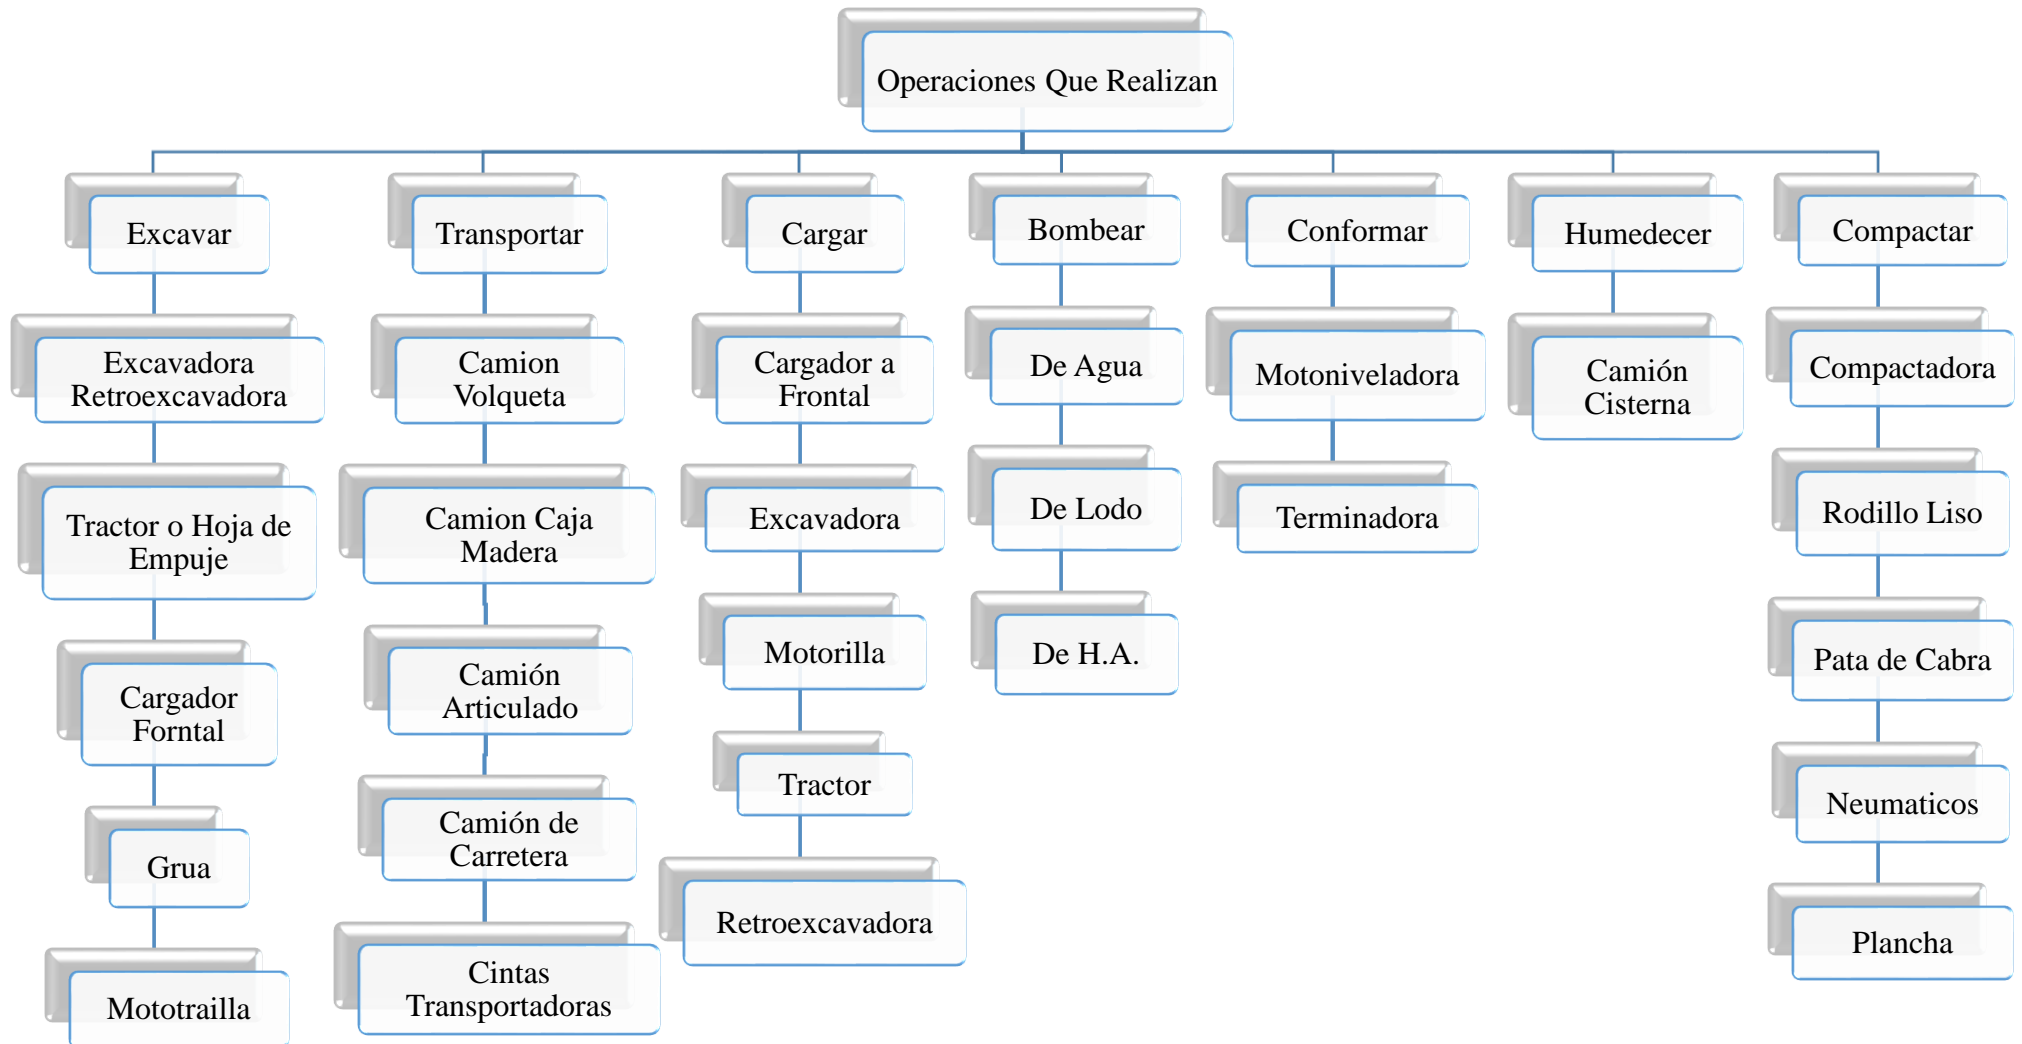 Operaciones Que Realizan
Excavar
Excavadora
Retroexcavadora
Tractor o Hoja de
Empuje
Cargador
Forntal
Grua
Mototrailla
Transportar
Camion
Volqueta
Camion Caja
Madera
Camión
Articulado
Camión de
Carretera
Cintas
Transportadoras
Cargar
Cargador a
Frontal
Excavadora
Motorilla
Tractor
Retroexcavadora
Bombear
De Agua
De Lodo
De H.A.
Conformar
Motoniveladora
Terminadora
Humedecer
Camión
Cisterna
Compactar
Compactadora
Rodillo Liso
Pata de Cabra
Neumaticos
Plancha